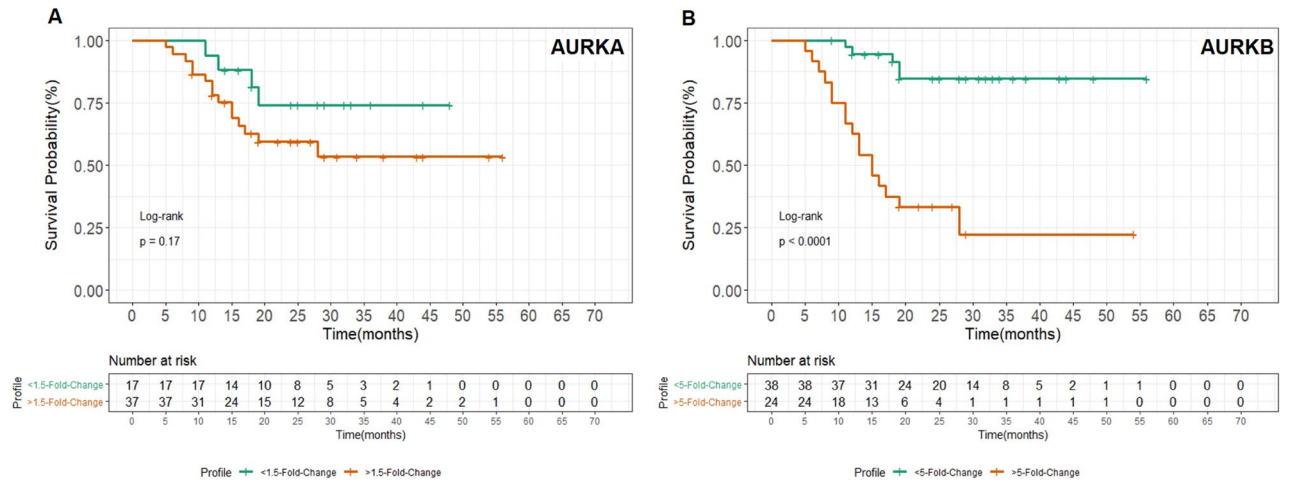 A
AURKA
Survival Probability(%)
1.00
0.75
0.50
0.25
0.00
Log-rank
p = 0.17
0 5 10 15 20 25 30 35 40 45 50 55 60 65 70
Time(months)
Number at risk
Profile
<1.5-Fold-Change 17 17 17 14 10 8 5 3 2 1 0 0 0 0 0
>1.5-Fold-Change 37 37 31 24 15 12 8 5 4 2 2 1 0 0 0
0 5 10 15 20 25 30 35 40 45 50 55 60 65 70
Time(months)
Profile <1.5-Fold-Change >1.5-Fold-Change
B
AURKB
Survival Probability(%)
1.00
0.75
0.50
0.25
0.00
Log-rank
p < 0.0001
0 5 10 15 20 25 30 35 40 45 50 55 60 65 70
Time(months)
Number at risk
Profile
<5-Fold-Change 38 38 37 31 24 20 14 8 5 2 1 1 0 0 0
>5-Fold-Change 24 24 18 13 6 4 1 1 1 1 1 0 0 0 0
0 5 10 15 20 25 30 35 40 45 50 55 60 65 70
Time(months)
Profile <5-Fold-Change >5-Fold-Change